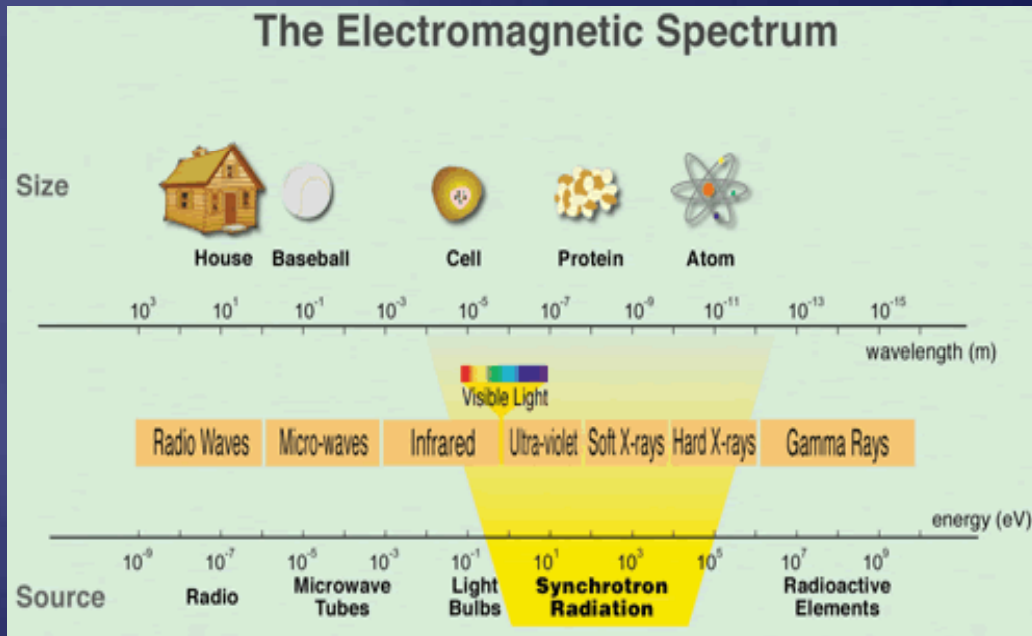 The Electromagnetic Spectrum
Size
House Baseball Cell Protein Atom
10³ 10¹ 10⁻¹ 10⁻³ 10⁻⁵ 10⁻⁷ 10⁻⁹ 10⁻¹¹ 10⁻¹³ 10⁻¹⁵
wavelength (m)
Visible Light
Radio Waves Micro-waves Infrared Ultra-violet Soft X-rays Hard X-rays Gamma Rays
energy (eV)
10⁻⁹ 10⁻⁷ 10⁻⁵ 10⁻³ 10⁻¹ 10¹ 10³ 10⁵ 10⁷ 10⁹
Source
Radio
Microwave
Tubes
Light
Bulbs
Synchrotron
Radiation
Radioactive
Elements